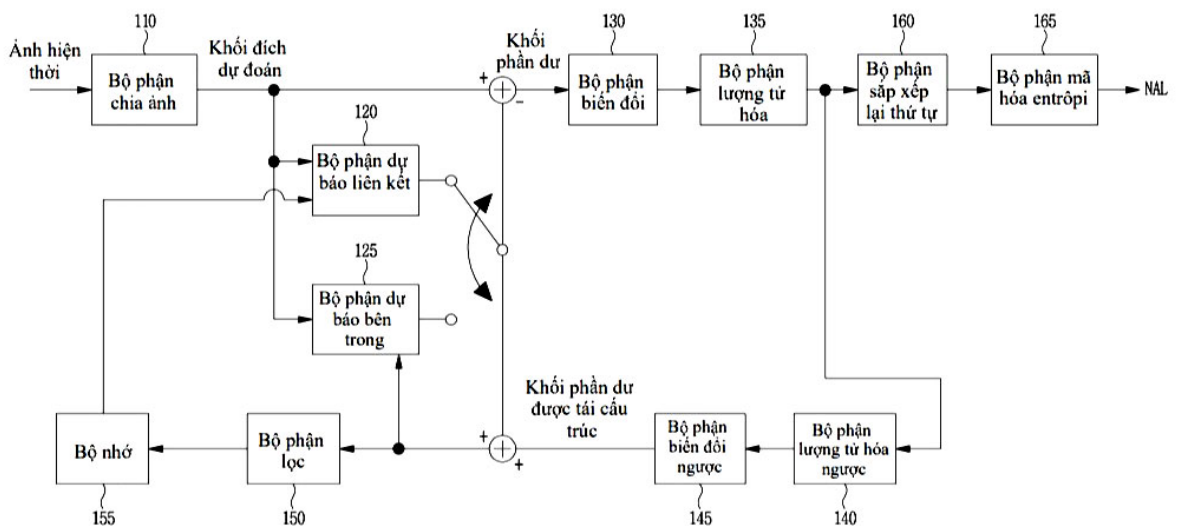 110
130
135
160
165
Ảnh hiện
thời
Bộ phận
chia ảnh
Khối đích
dự đoán
Khối
phần dư
+
-
Bộ phận
biến đổi
Bộ phận
lượng tử
hóa
Bộ phận
sắp xếp
lại thứ tự
Bộ phận mã
hóa entrôpi
NAL
120
Bộ phận dự
báo liên kết
125
Bộ phận dự
báo bên
trong
Khối phần dư
được tái cấu
trúc
Bộ nhớ
Bộ phận
lọc
+
+
Bộ phận
biến đổi
ngược
Bộ phận
lượng tử hóa
ngược
155
150
145
140